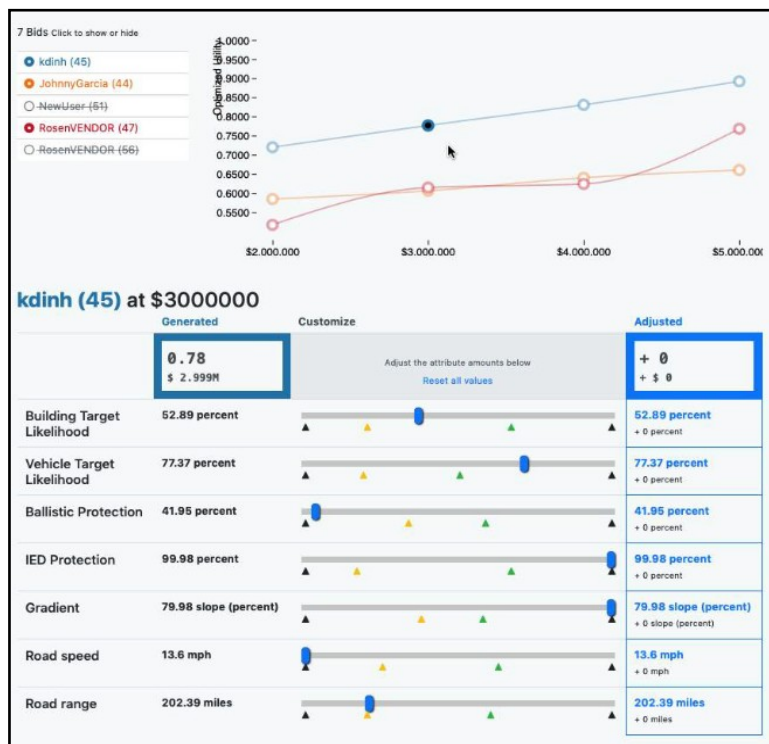 7 Bids Click to show or hide
kdinh (45)
JohnnyGarcia (44)
NewUser (51)
RosenVENDOR (47)
RosenVENDOR (56)
Optimized Utility
1.0000
0.9500
0.9000
0.8500
0.8000
0.7500
0.7000
0.6500
0.6000
0.5500
$2.000.000
$3.000.000
$4.000.000
$5.000.000
kdinh (45) at $3000000
Generated Customize Adjusted
0.78
$ 2.999M
Adjust the attribute amounts below
Reset all values
+ 0
+ $ 0
Building Target Likelihood 52.89 percent 52.89 percent
+ 0 percent
Vehicle Target Likelihood 77.37 percent 77.37 percent
+ 0 percent
Ballistic Protection 41.95 percent 41.95 percent
+ 0 percent
IED Protection 99.98 percent 99.98 percent
+ 0 percent
Gradient 79.98 slope (percent) 79.98 slope (percent)
+ 0 slope (percent)
Road speed 13.6 mph 13.6 mph
+ 0 mph
Road range 202.39 miles 202.39 miles
+ 0 miles